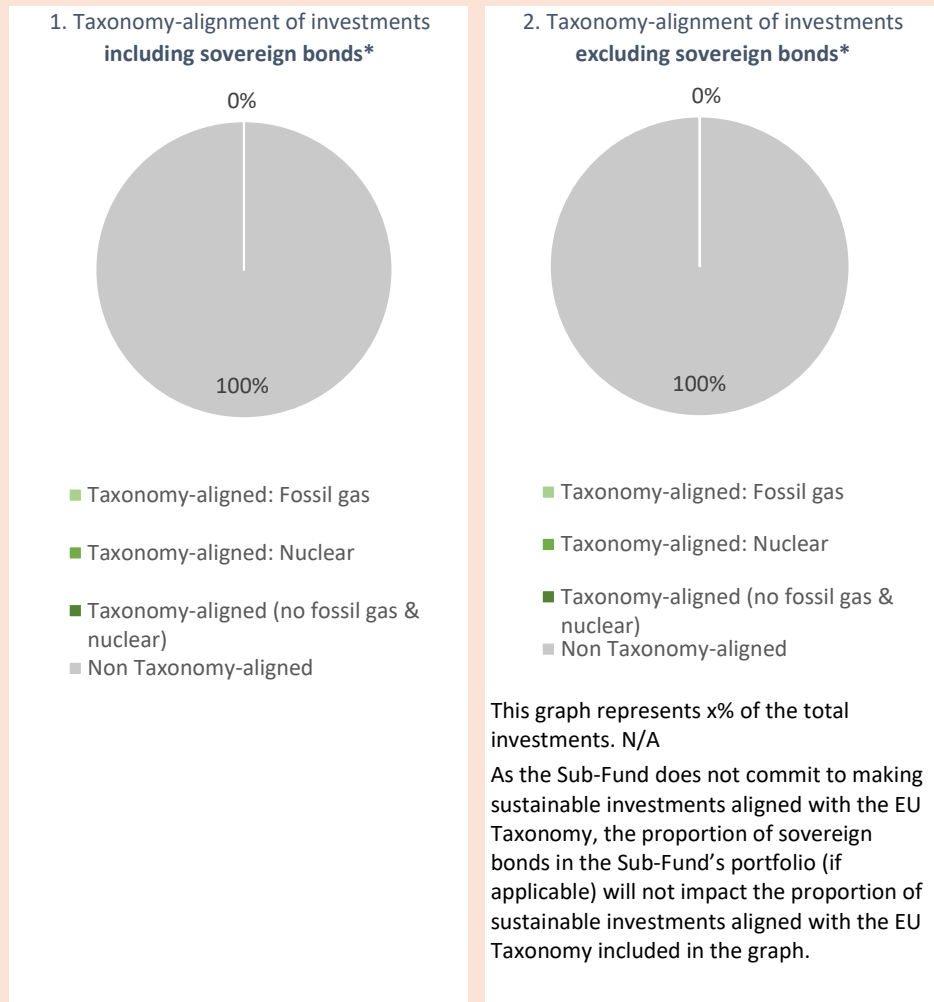 1. Taxonomy-alignment of investments
including sovereign bonds*
0%
100%
Taxonomy-aligned: Fossil gas
Taxonomy-aligned: Nuclear
Taxonomy-aligned (no fossil gas &
nuclear)
Non Taxonomy-aligned
2. Taxonomy-alignment of investments
excluding sovereign bonds*
0%
100%
Taxonomy-aligned: Fossil gas
Taxonomy-aligned: Nuclear
Taxonomy-aligned (no fossil gas &
nuclear)
Non Taxonomy-aligned
This graph represents x% of the total
investments. N/A
As the Sub-Fund does not commit to making
sustainable investments aligned with the EU
Taxonomy, the proportion of sovereign
bonds in the Sub-Fund’s portfolio (if
applicable) will not impact the proportion of
sustainable investments aligned with the EU
Taxonomy included in the graph.